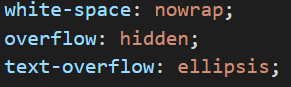 white-space: nowrap;
overflow: hidden;
text-overflow: ellipsis;